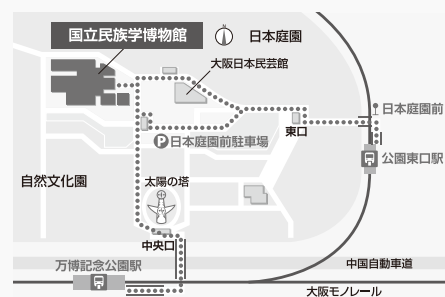 国立民族学博物館
日本庭園
大阪日本民芸館
日本庭園前
東口
P日本庭園前駐車場
公園東口駅
自然文化園
太陽の塔
中央口
万博記念公園駅
中国自動車道
大阪モノレール